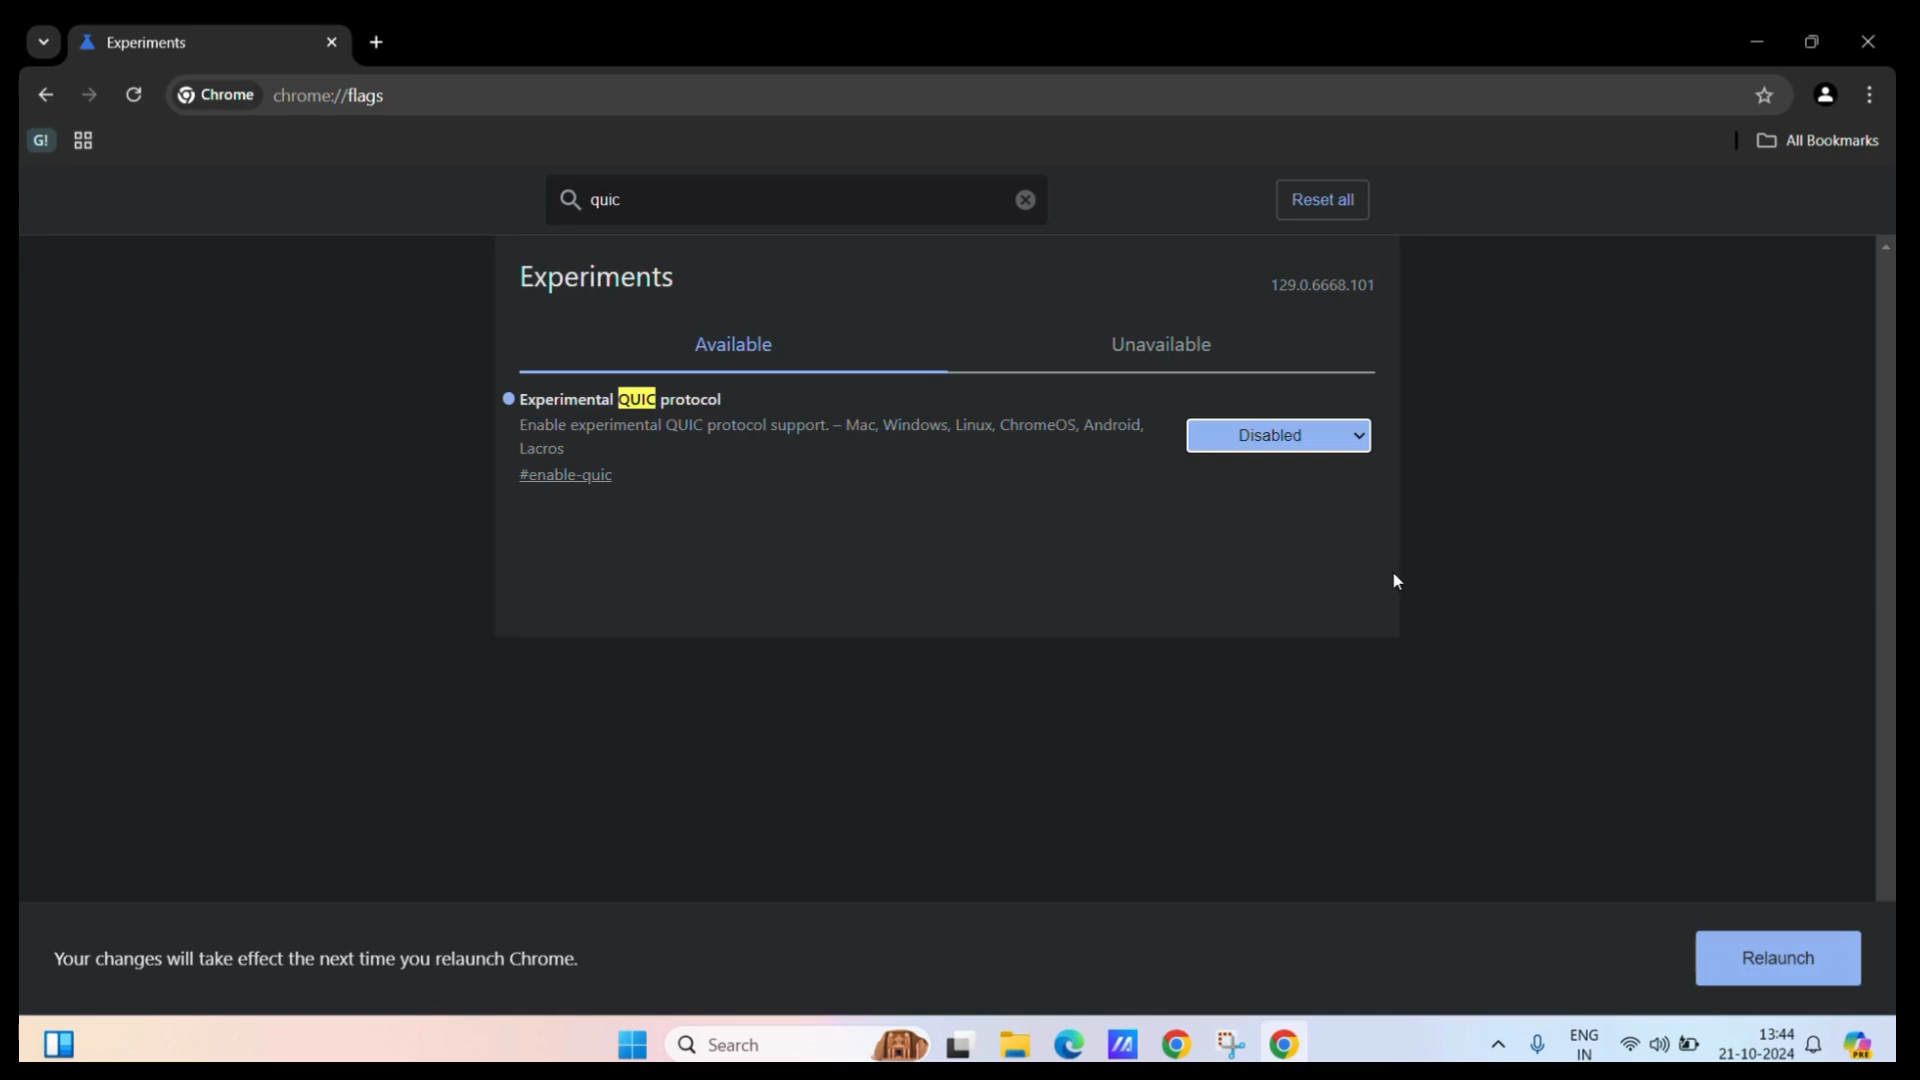 Experiments
Chrome chrome://flags
G!
All Bookmarks
quic
Reset all
Experiments
129.0.6668.101
Available
Unavailable
Experimental QUIC protocol
Enable experimental QUIC protocol support. – Mac, Windows, Linux, ChromeOS, Android,
Lacros
Disabled
#enable-quic
Your changes will take effect the next time you relaunch Chrome.
Relaunch
Search
ENG
IN
13:44
21-10-2024
PRE